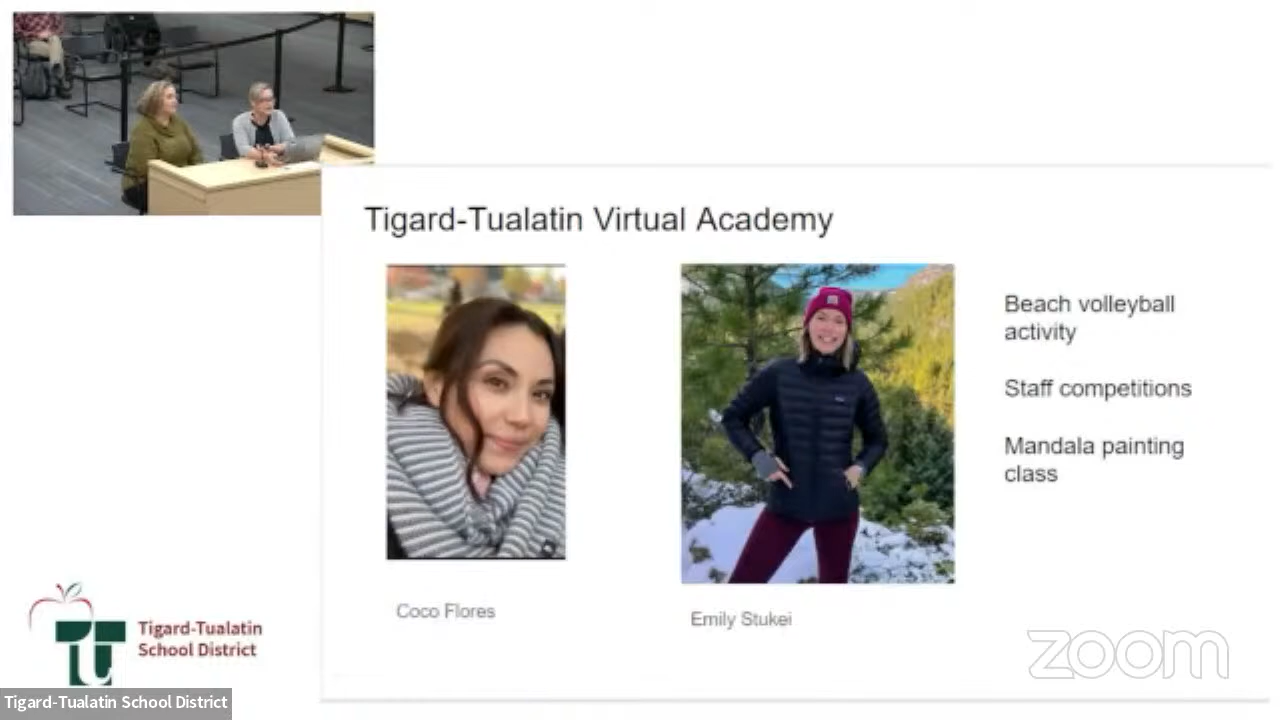 Tigard-Tualatin Virtual Academy
Beach volleyball
activity
Staff competitions
Mandala painting
class
Coco Flores
Emily Stukei
Tigard-Tualatin
School District
zoom
Tigard-Tualatin School District